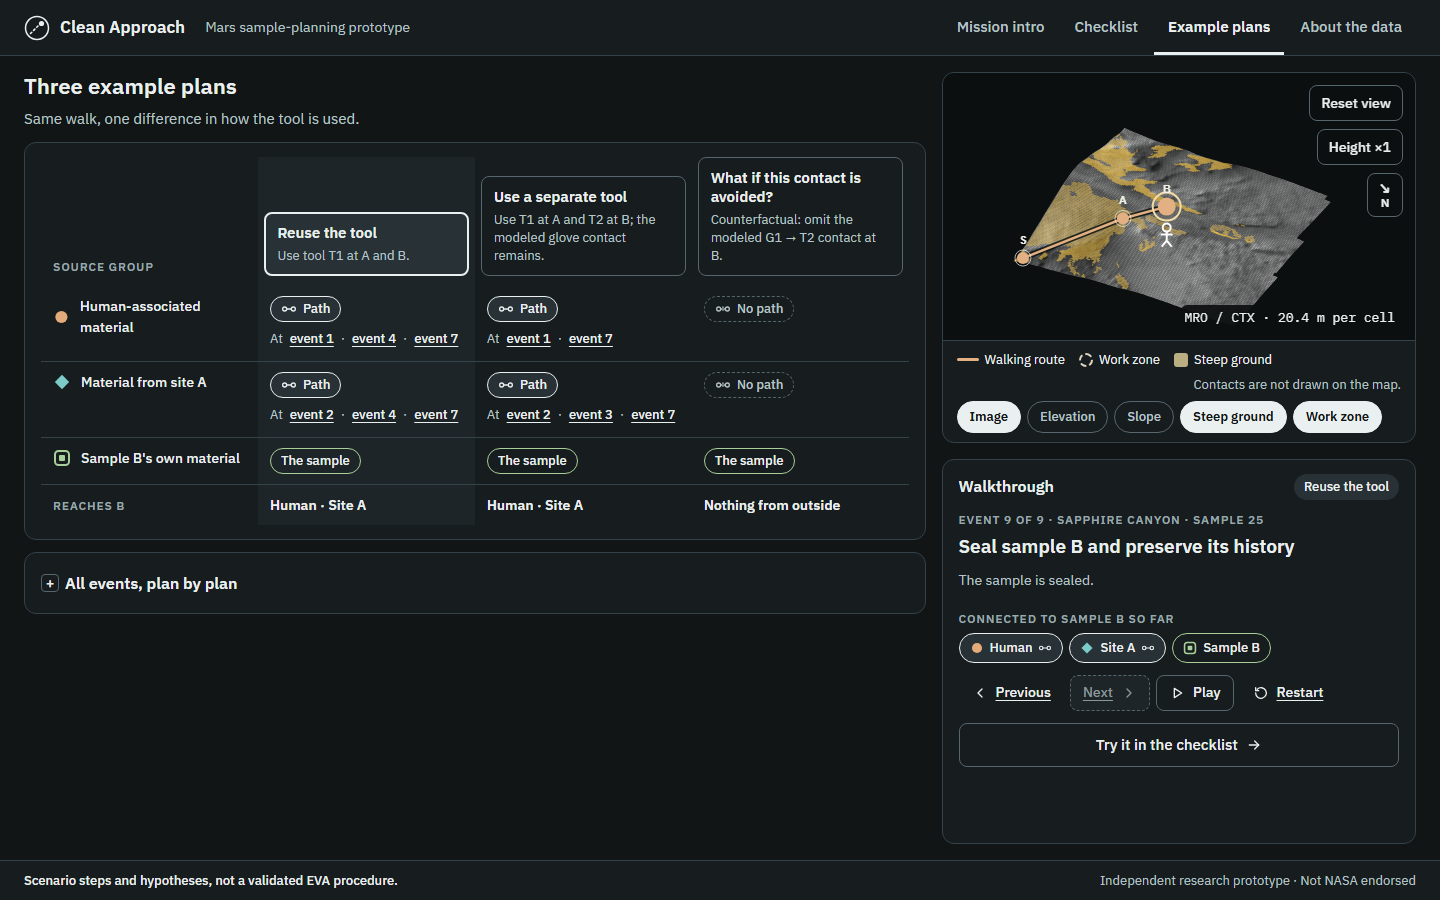 Clean Approach
Mars sample-planning prototype
Mission intro
Checklist
Example plans
About the data
Three example plans
Same walk, one difference in how the tool is used.
SOURCE GROUP
Reuse the tool
Use tool T1 at A and B.
Use a separate tool
Use T1 at A and T2 at B; the
modeled glove contact
remains.
What if this contact is
avoided?
Counterfactual: omit the
modeled G1 → T2 contact at
B.
Human-associated
material
Path
At event 1 · event 4 · event 7
Path
At event 1 · event 7
No path
Material from site A
Path
At event 2 · event 4 · event 7
Path
At event 2 · event 3 · event 7
No path
Sample B's own material
The sample
The sample
The sample
REACHES B
Human · Site A
Human · Site A
Nothing from outside
+ All events, plan by plan
Reset view
Height ×1
↘
N
S
A
B
MRO / CTX · 20.4 m per cell
Walking route
Work zone
Steep ground
Contacts are not drawn on the map.
Image
Elevation
Slope
Steep ground
Work zone
Walkthrough
Reuse the tool
EVENT 9 OF 9 · SAPPHIRE CANYON · SAMPLE 25
Seal sample B and preserve its history
The sample is sealed.
CONNECTED TO SAMPLE B SO FAR
Human
Site A
Sample B
Previous
Next
Play
Restart
Try it in the checklist →
Scenario steps and hypotheses, not a validated EVA procedure.
Independent research prototype · Not NASA endorsed